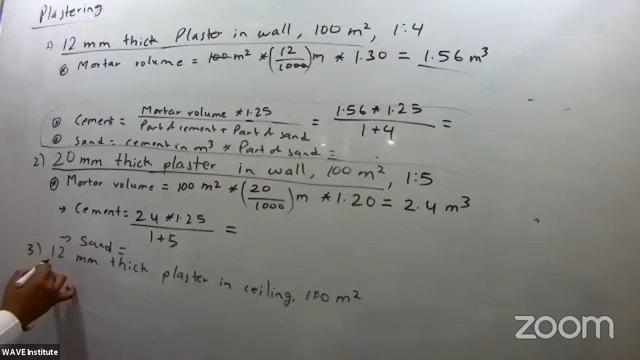 Plastering
1) 12 mm thick Plaster in wall, 100 m², 1:4
⊙ Mortar volume = 100 m² * (12/1000) m * 1.30 = 1.56 m³
⊙ Cement = Mortar volume * 1.25 / Part of cement + Part of sand = 1.56 * 1.25 / 1+4 =
⊙ Sand = cement in m³ * Part of sand =
2) 20 mm thick plaster in wall, 100 m², 1:5
⊙ Mortar volume = 100 m² * (20/1000) m * 1.20 = 2.4 m³
→ Cement = 2.4 * 1.25 / 1+5 =
→ Sand =
3) 12 mm thick plaster in ceiling, 100 m²
zoom
WAVE Institute